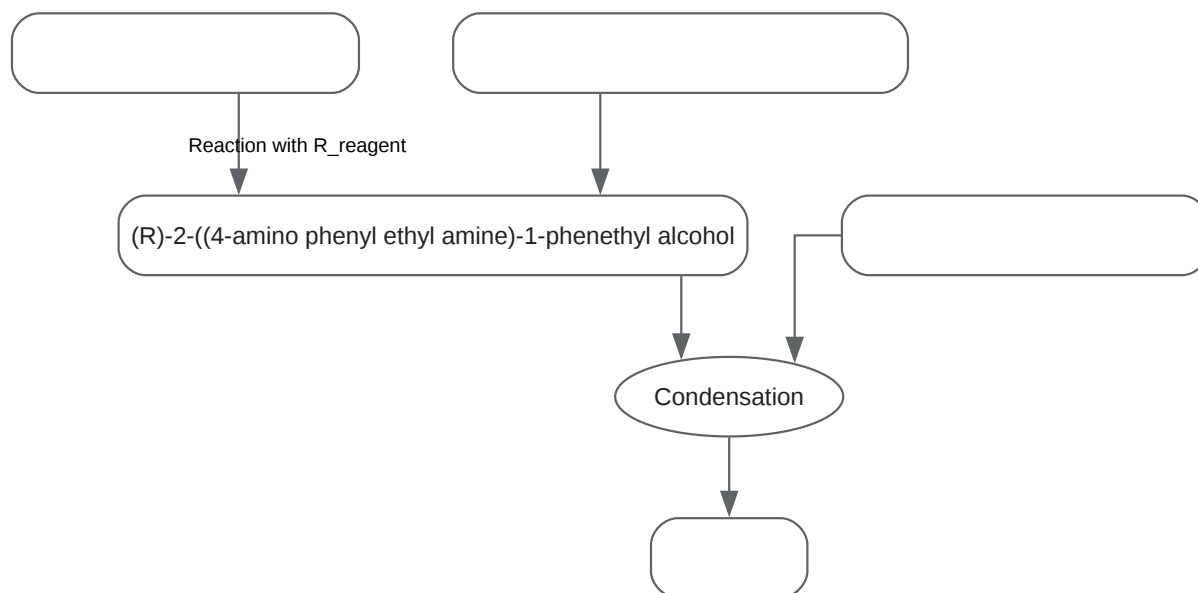 Reaction with R_reagent
(R)-2-((4-amino phenyl ethyl amine)-1-phenethyl alcohol
Condensation